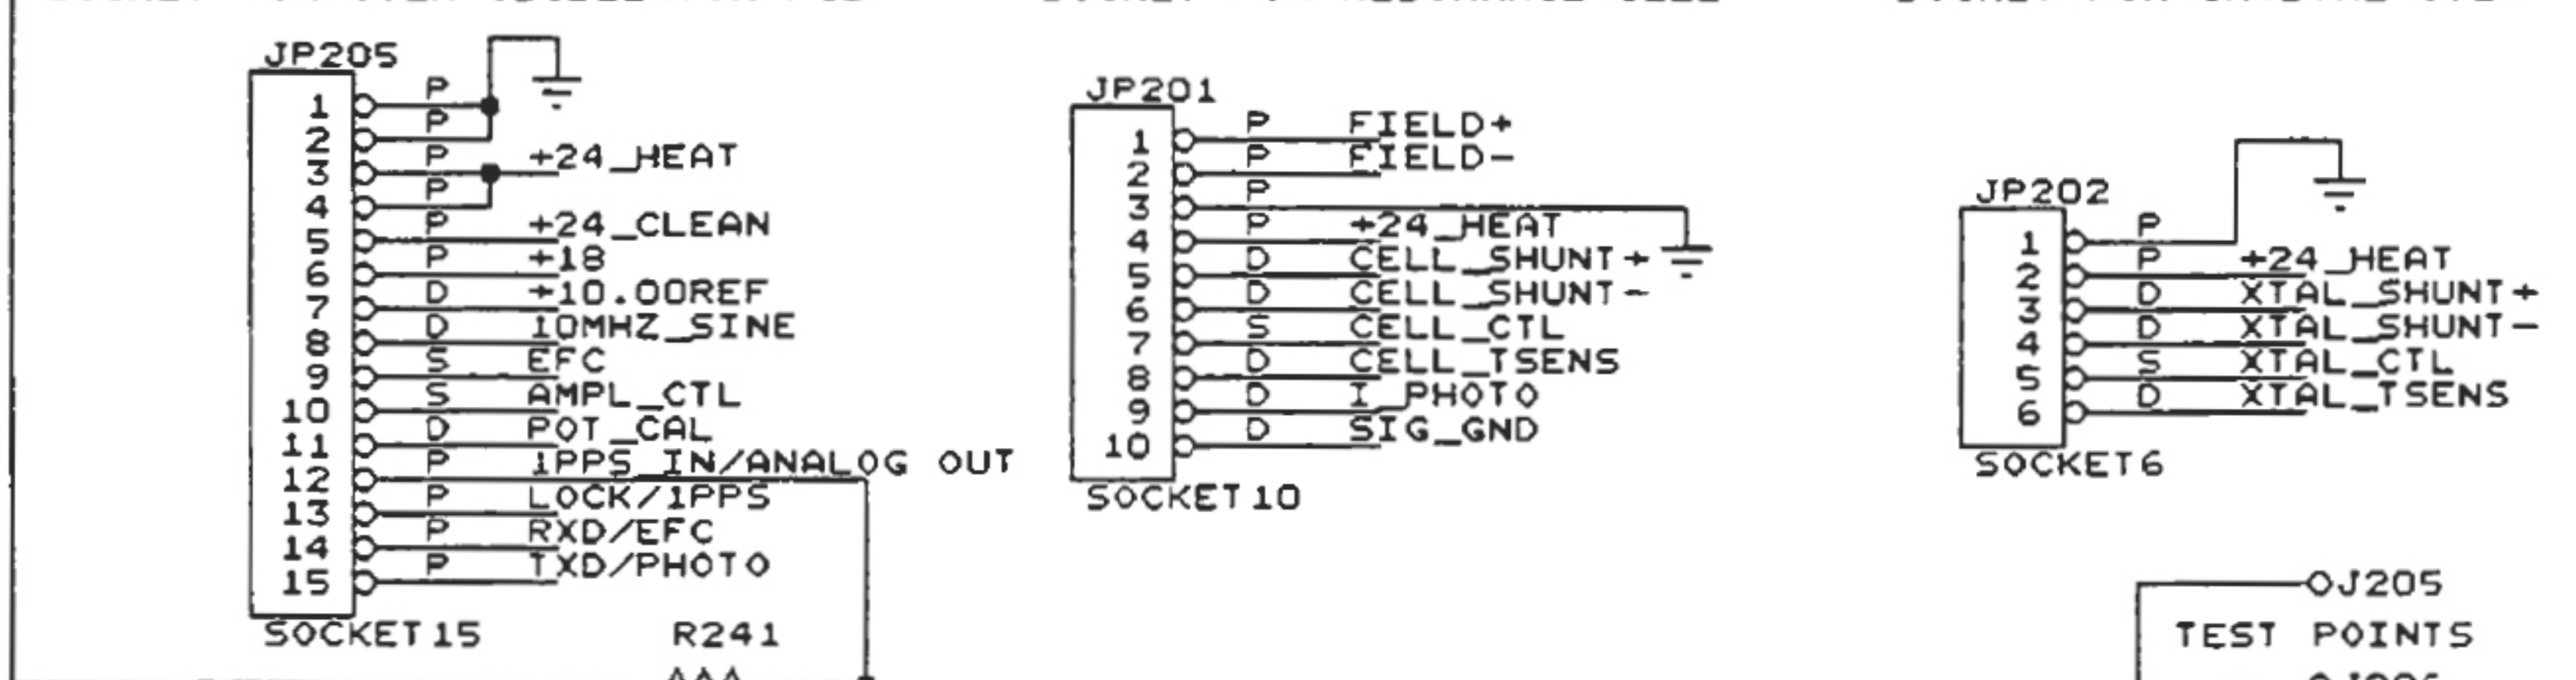 JP205
1 P
2 P
3 P +24_HEAT
4 P
5 P +24_CLEAN
6 P +18
7 D +10.00REF
8 D 10MHZ_SINE
9 S EFC
10 S AMPL_CTL
11 D POT_CAL
12 P 1PPS_IN/ANALOG OUT
13 P LOCK/1PPS
14 P RXD/EFC
15 P TXD/PHOTO
SOCKET15
R241
JP201
1 P FIELD+
2 P FIELD-
3 P
4 P +24_HEAT
5 D CELL_SHUNT+
6 D CELL_SHUNT-
7 S CELL_CTL
8 D CELL_TSENS
9 D I_PHOTO
10 D SIG_GND
SOCKET10
JP202
1 P
2 P +24_HEAT
3 D XTAL_SHUNT+
4 D XTAL_SHUNT-
5 S XTAL_CTL
6 D XTAL_TSENS
SOCKET6
J205
TEST POINTS